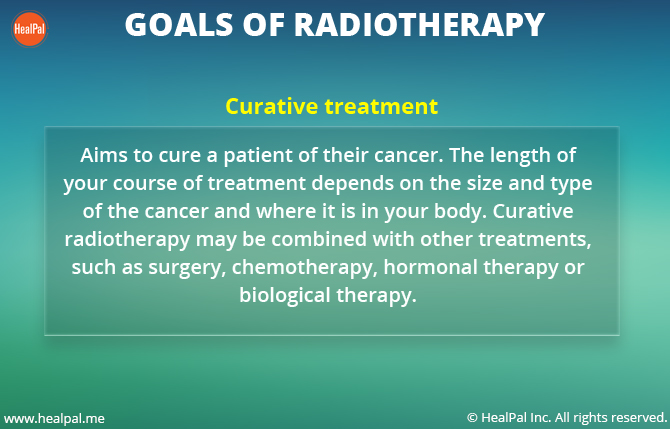 HealPal
GOALS OF RADIOTHERAPY
Curative treatment
Aims to cure a patient of their cancer. The length of
your course of treatment depends on the size and type
of the cancer and where it is in your body. Curative
radiotherapy may be combined with other treatments,
such as surgery, chemotherapy, hormonal therapy or
biological therapy.
www.healpal.me
© HealPal Inc. All rights reserved.